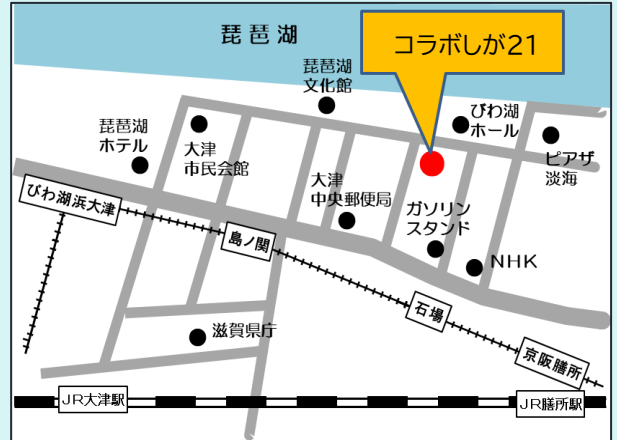 琵琶湖
コラボしが21
琵琶湖
文化館
びわ湖
ホール
琵琶湖
ホテル
大津
市民会館
ピアザ
淡海
大津
中央郵便局
ガソリン
スタンド
びわ湖浜大津
島ノ関
NHK
石場
滋賀県庁
京阪膳所
JR大津駅
JR膳所駅